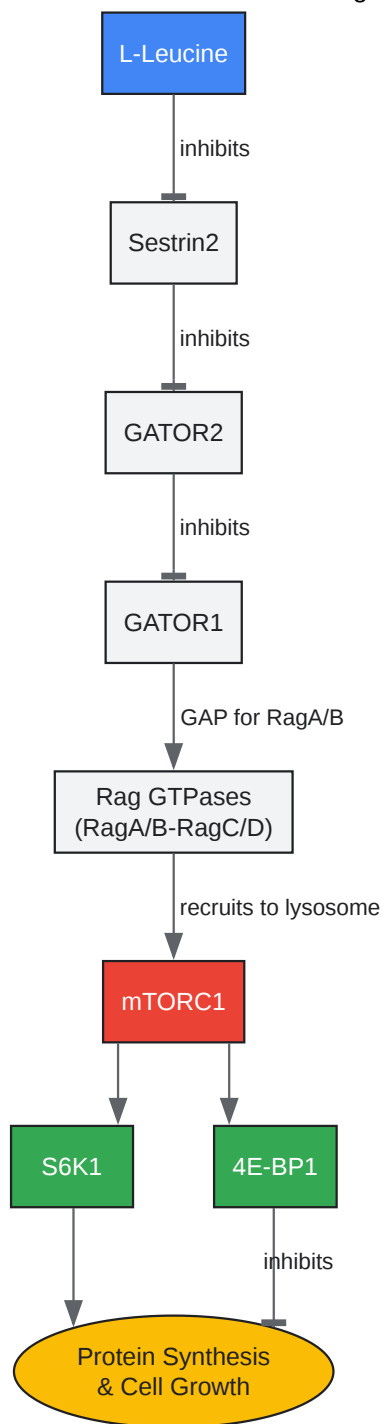 L-Leucine
inhibits
Sestrin2
inhibits
GATOR2
inhibits
GATOR1
GAP for RagA/B
Rag GTPases
(RagA/B-RagC/D)
recruits to lysosome
mTORC1
S6K1
4E-BP1
inhibits
Protein Synthesis
& Cell Growth